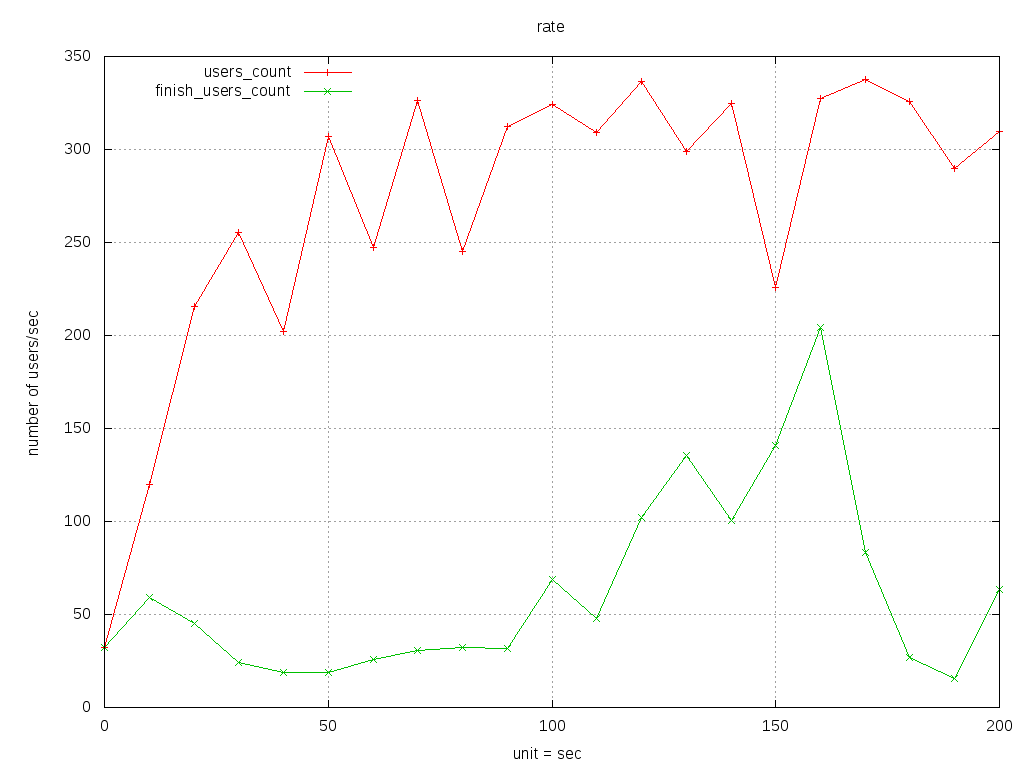 rate
users_count
finish_users_count
350
300
250
200
150
100
50
0
number of users/sec
0 50 100 150 200
unit = sec